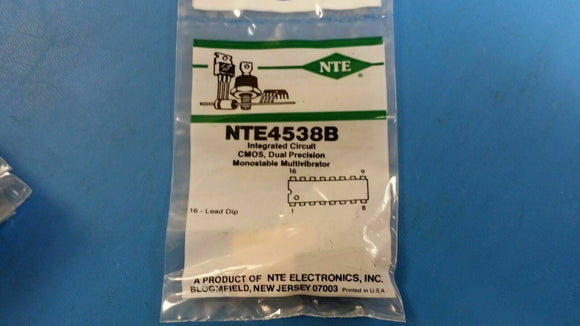 NTE
®
NTE4538B
Integrated Circuit
CMOS, Dual Precision
Monostable Multivibrator
16 9
1 8
16 - Lead Dip
A PRODUCT OF NTE ELECTRONICS, INC.
BLOOMFIELD, NEW JERSEY 07003 Printed in U.S.A